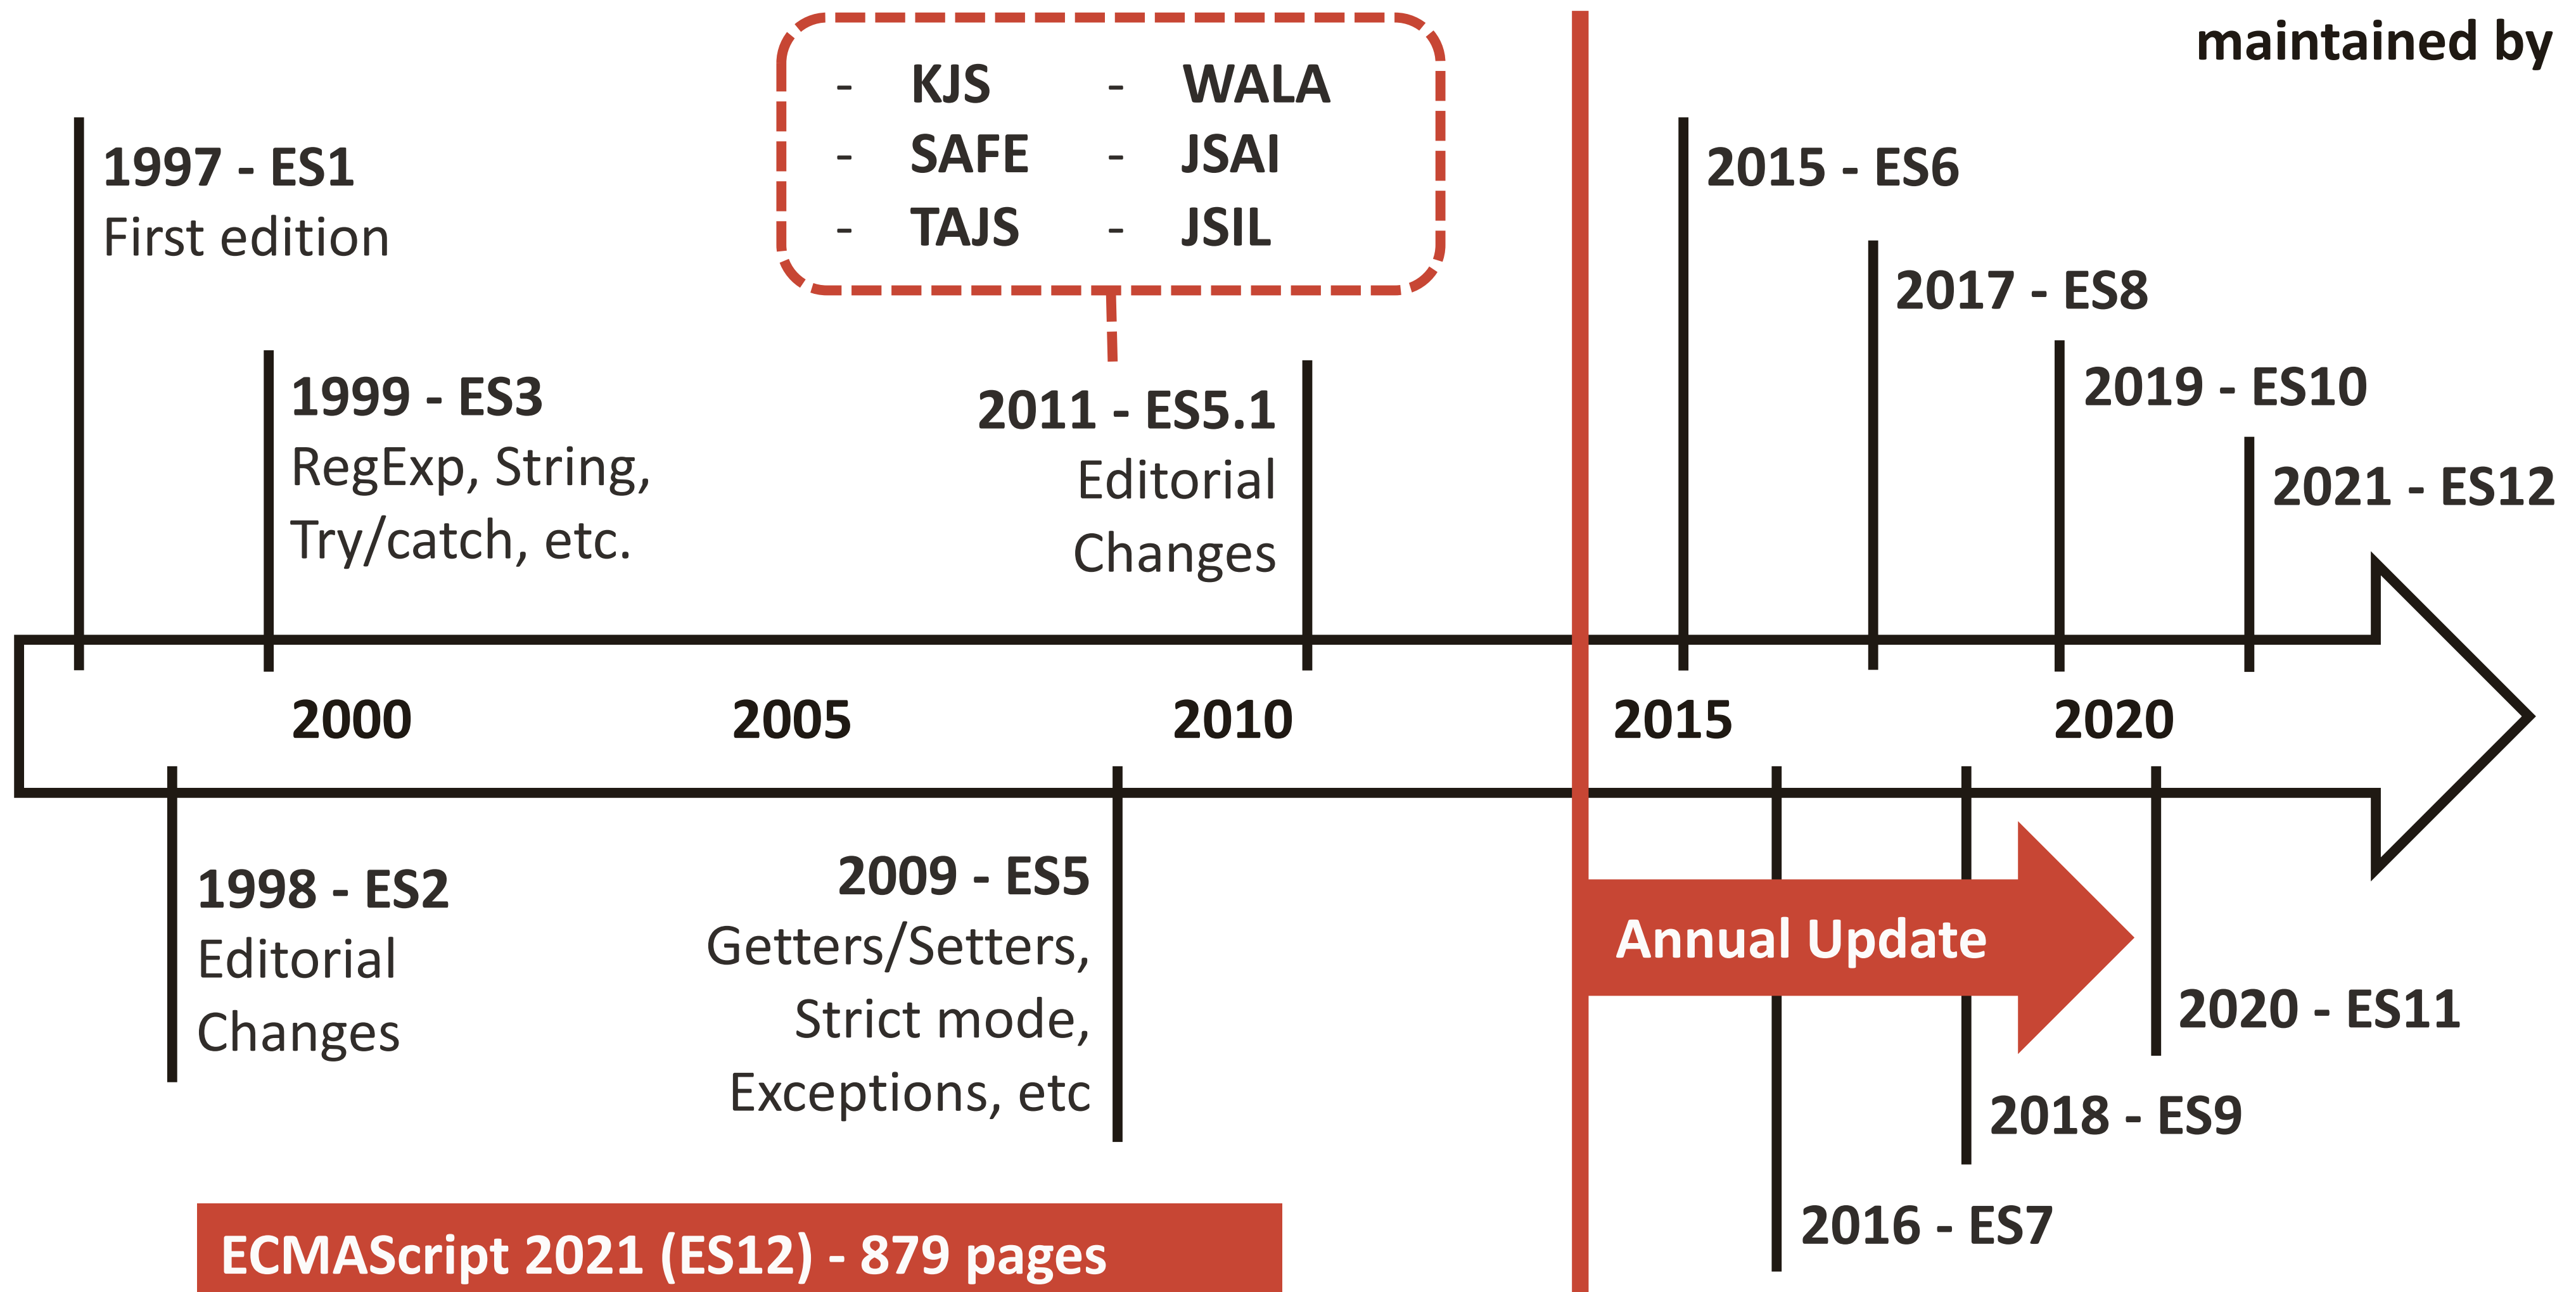 maintained by
- KJS - WALA
- SAFE - JSAI
- TAJS - JSIL
1997 - ES1
First edition
1999 - ES3
RegExp, String,
Try/catch, etc.
2011 - ES5.1
Editorial
Changes
2015 - ES6
2017 - ES8
2019 - ES10
2021 - ES12
2000 2005 2010 2015 2020
1998 - ES2
Editorial
Changes
2009 - ES5
Getters/Setters,
Strict mode,
Exceptions, etc
Annual Update
2020 - ES11
2018 - ES9
2016 - ES7
ECMAScript 2021 (ES12) - 879 pages